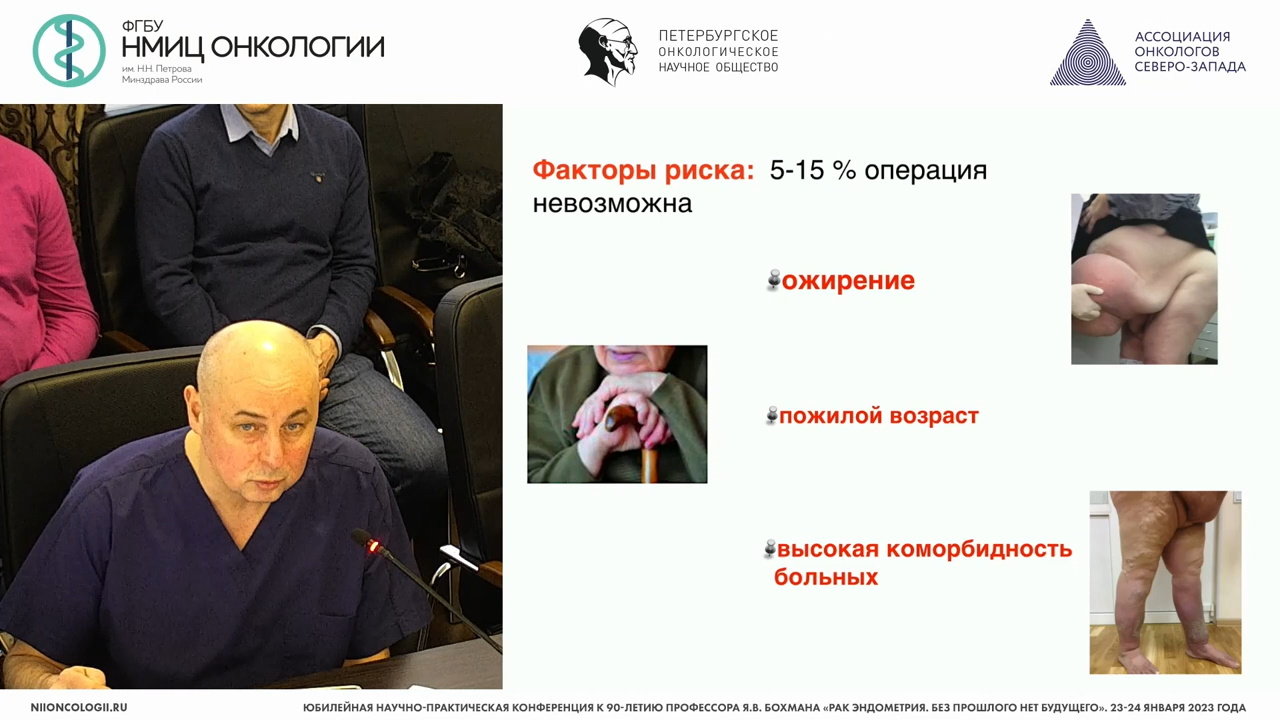 ФГБУ
НМИЦ ОНКОЛОГИИ
им. Н.Н. Петрова
Минздрава России
ПЕТЕРБУРГСКОЕ
ОНКОЛОГИЧЕСКОЕ
НАУЧНОЕ ОБЩЕСТВО
АССОЦИАЦИЯ
ОНКОЛОГОВ
СЕВЕРО-ЗАПАДА
Факторы риска: 5-15 % операция
невозможна
ожирение
пожилой возраст
высокая коморбидность
больных
NIIONCOLOGII.RU
ЮБИЛЕЙНАЯ НАУЧНО-ПРАКТИЧЕСКАЯ КОНФЕРЕНЦИЯ К 90-ЛЕТИЮ ПРОФЕССОРА Я.В. БОХМАНА «РАК ЭНДОМЕТРИЯ. БЕЗ ПРОШЛОГО НЕТ БУДУЩЕГО». 23-24 ЯНВАРЯ 2023 ГОДА